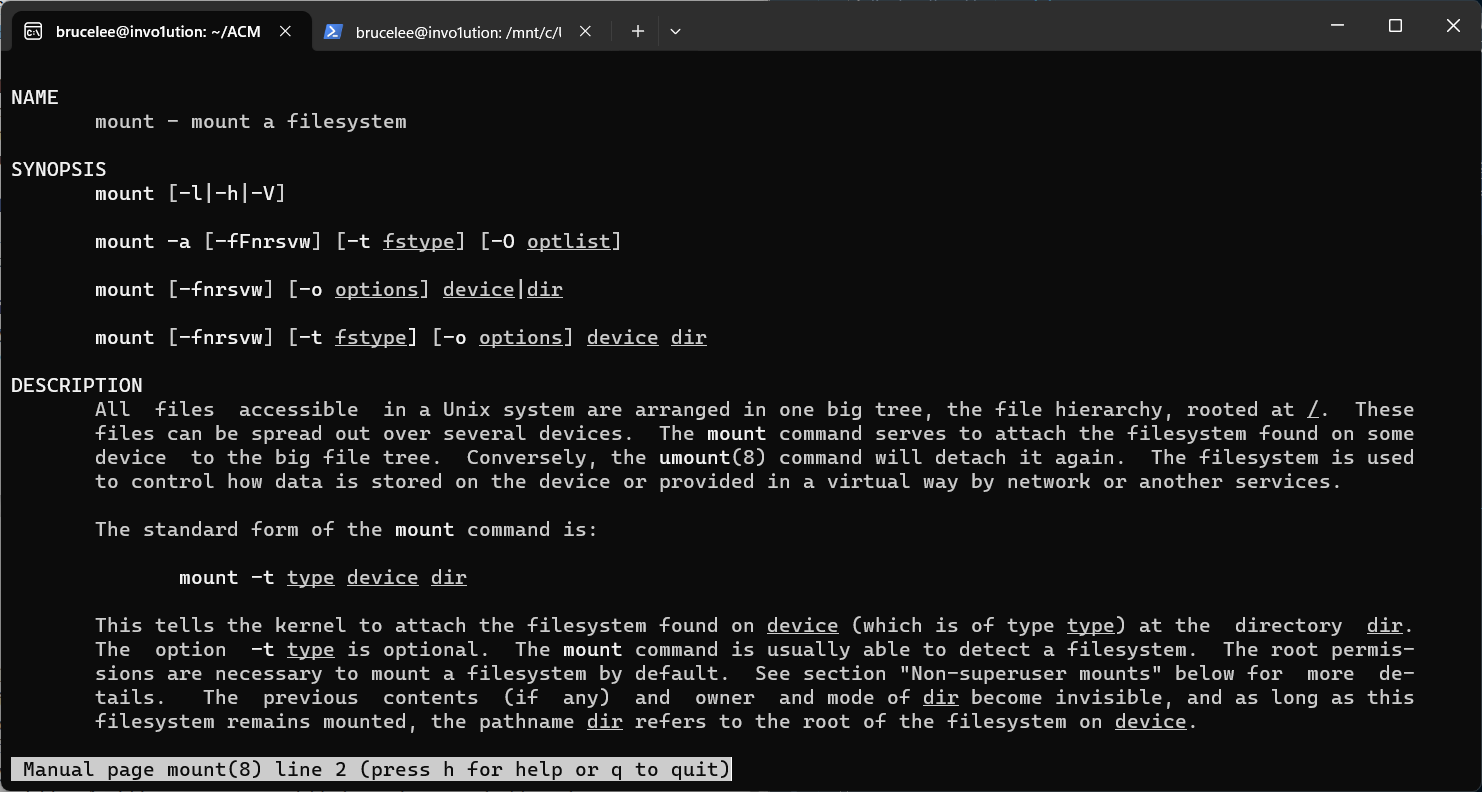 brucelee@invo1ution: ~/ACM
brucelee@invo1ution: /mnt/c/
NAME
mount - mount a filesystem
SYNOPSIS
mount [-l|-h|-V]
mount -a [-fFnrsvw] [-t fstype] [-O optlist]
mount [-fnrsvw] [-o options] device|dir
mount [-fnrsvw] [-t fstype] [-o options] device dir
DESCRIPTION
All  files  accessible  in a Unix system are arranged in one big tree, the file hierarchy, rooted at /.  These
files can be spread out over several devices.  The mount command serves to attach the filesystem found on some
device  to the big file tree.  Conversely, the umount(8) command will detach it again.  The filesystem is used
to control how data is stored on the device or provided in a virtual way by network or another services.
The standard form of the mount command is:
mount -t type device dir
This tells the kernel to attach the filesystem found on device (which is of type type) at the  directory  dir.
The  option  -t type is optional.  The mount command is usually able to detect a filesystem.  The root permis-
sions are necessary to mount a filesystem by default.  See section "Non-superuser mounts" below for  more  de-
tails.   The  previous  contents  (if  any)  and  owner  and mode of dir become invisible, and as long as this
filesystem remains mounted, the pathname dir refers to the root of the filesystem on device.
Manual page mount(8) line 2 (press h for help or q to quit)